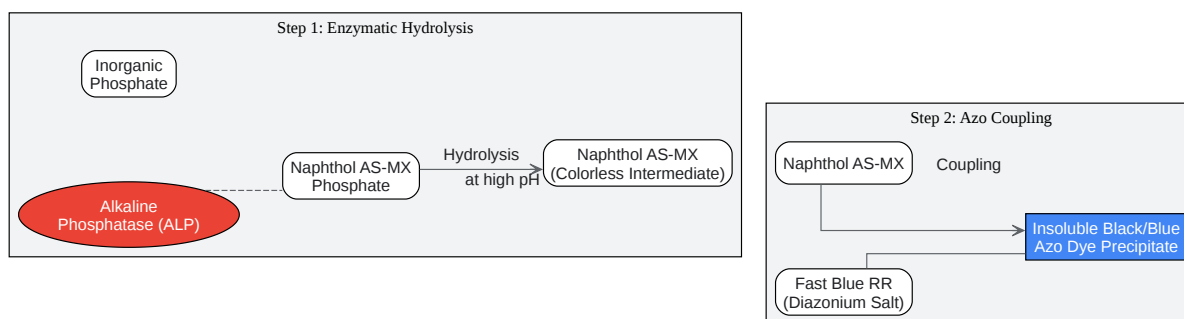 Step 1: Enzymatic Hydrolysis
Inorganic
Phosphate
Naphthol AS-MX
Phosphate
Hydrolysis
at high pH
Naphthol AS-MX
(Colorless Intermediate)
Alkaline
Phosphatase (ALP)
Step 2: Azo Coupling
Naphthol AS-MX
Coupling
Insoluble Black/Blue
Azo Dye Precipitate
Fast Blue RR
(Diazonium Salt)